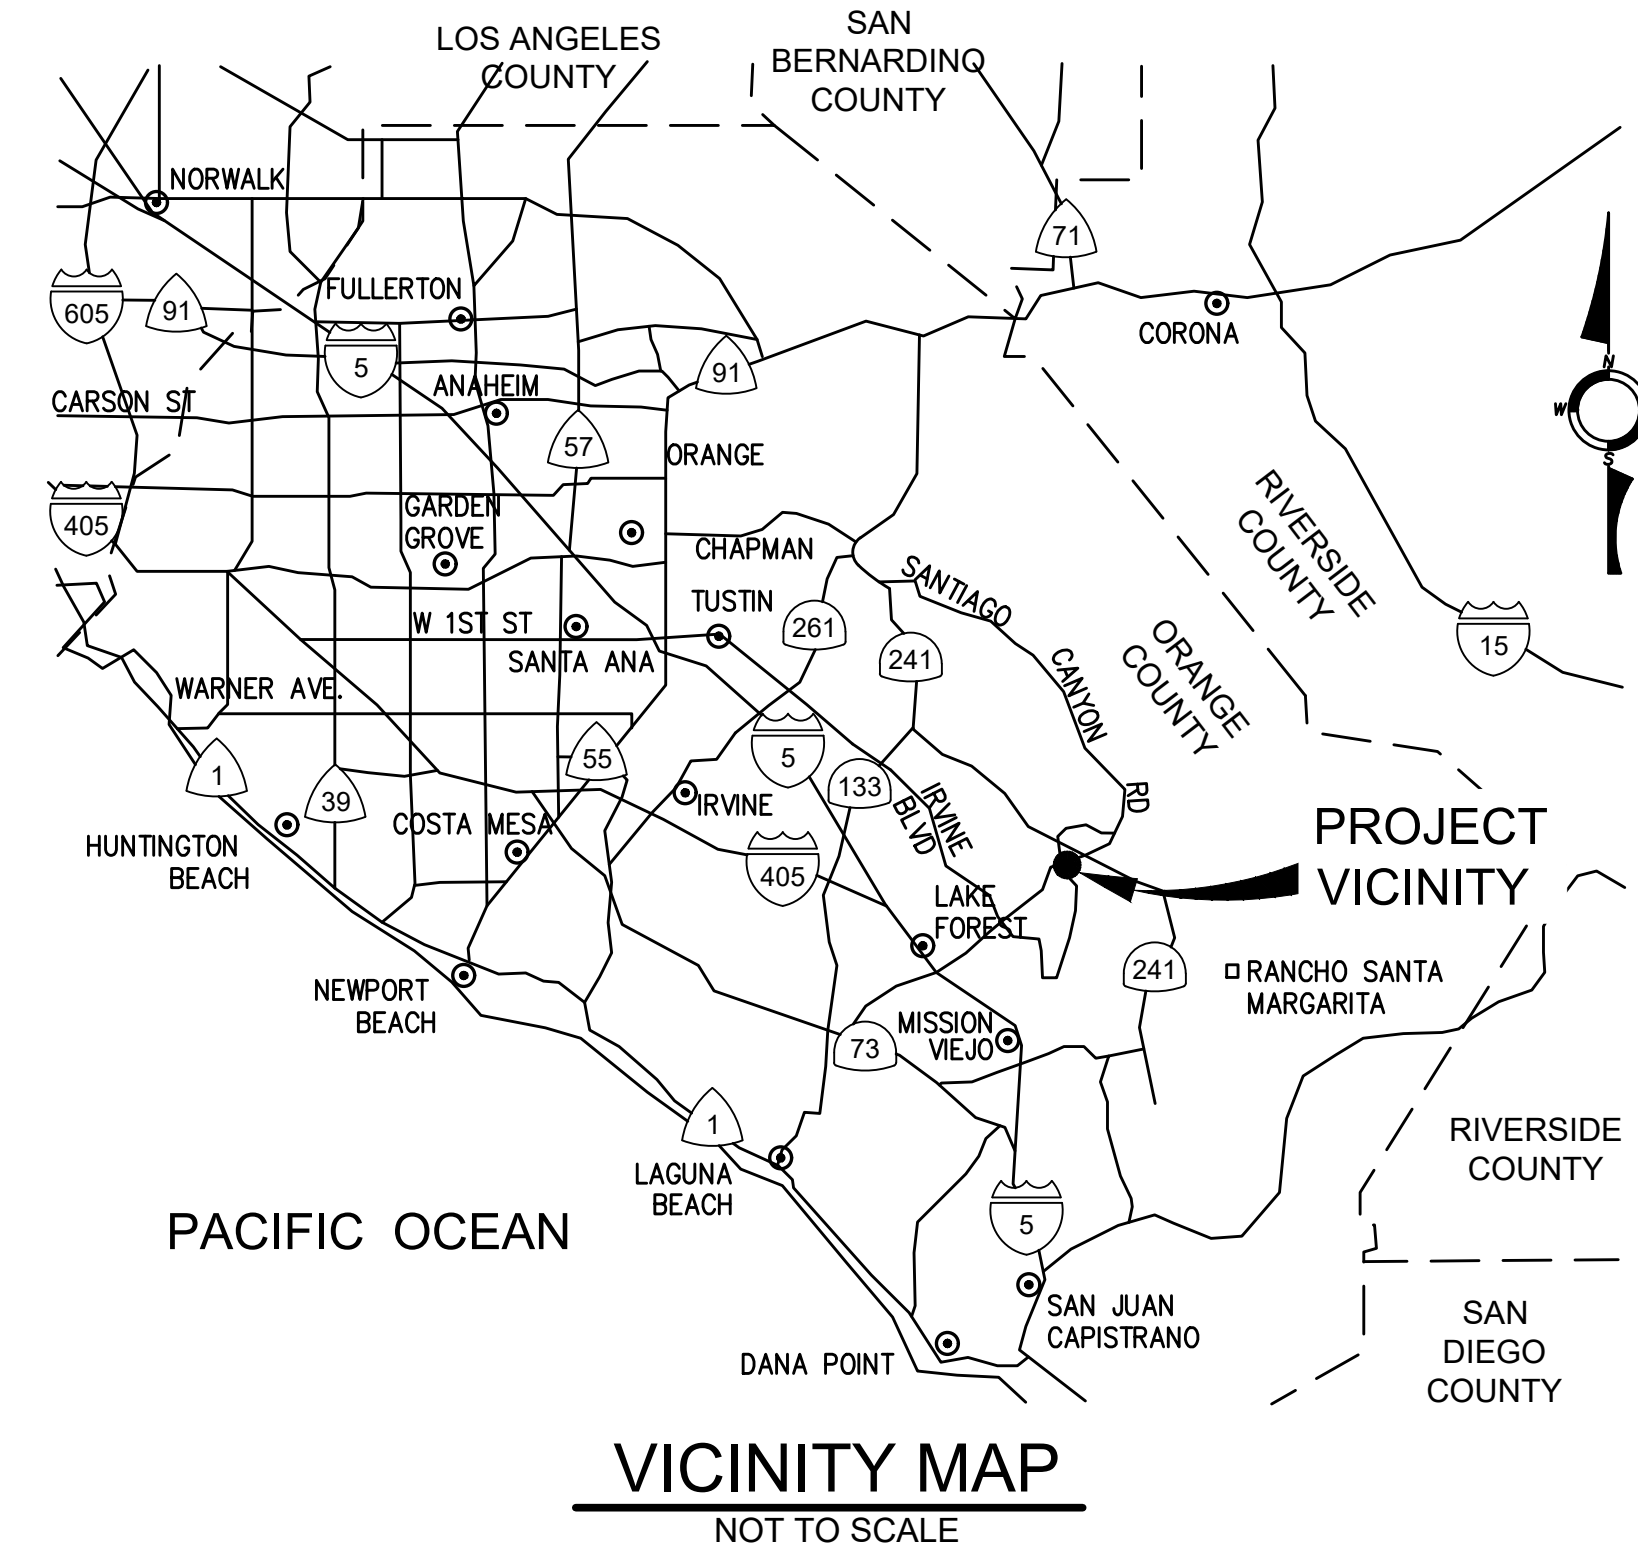 LOS ANGELES
COUNTY
SAN
BERNARDINO
COUNTY
NORWALK
71
605
91
FULLERTON
CORONA
5
91
N
W
S
CARSON ST
ANAHEIM
57
ORANGE
405
GARDEN
GROVE
CHAPMAN
RIVERSIDE
COUNTY
SANTIAGO
CANYON
RD
TUSTIN
W 1ST ST
261
241
15
SANTA ANA
ORANGE
COUNTY
WARNER AVE.
1
39
55
5
133
IRVINE
IRVINE
BLVD
COSTA MESA
HUNTINGTON
BEACH
405
PROJECT
VICINITY
LAKE
FOREST
241
RANCHO SANTA
MARGARITA
NEWPORT
BEACH
MISSION
VIEJO
73
1
LAGUNA
BEACH
RIVERSIDE
COUNTY
PACIFIC OCEAN
5
SAN JUAN
CAPISTRANO
SAN
DIEGO
COUNTY
DANA POINT
VICINITY MAP
NOT TO SCALE